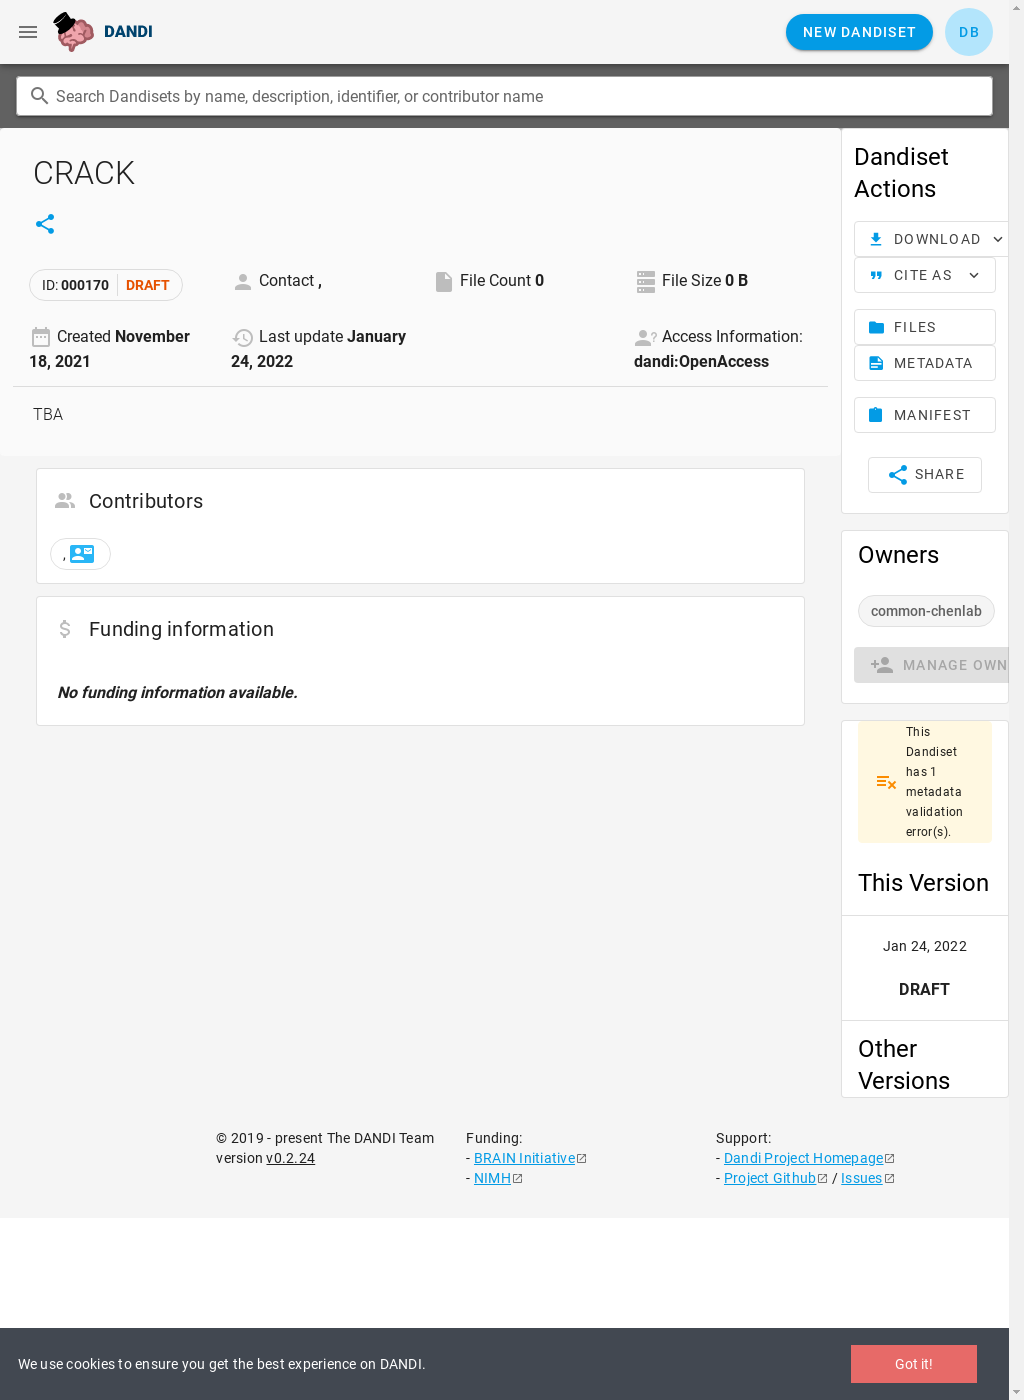 DANDI
NEW DANDISET
DB
Search Dandisets by name, description, identifier, or contributor name
CRACK
ID: 000170 DRAFT
Contact ,
File Count 0
File Size 0 B
Created November 18, 2021
Last update January 24, 2022
Access Information: dandi:OpenAccess
TBA
Contributors
,
Funding information
No funding information available.
Dandiset
Actions
DOWNLOAD
CITE AS
FILES
METADATA
MANIFEST
SHARE
Owners
common-chenlab
MANAGE OWN
This
Dandiset
has 1
metadata
validation
error(s).
This Version
Jan 24, 2022
DRAFT
Other
Versions
© 2019 - present The DANDI Team
version v0.2.24
Funding:
- BRAIN Initiative
- NIMH
Support:
- Dandi Project Homepage
- Project Github / Issues
We use cookies to ensure you get the best experience on DANDI.
Got it!